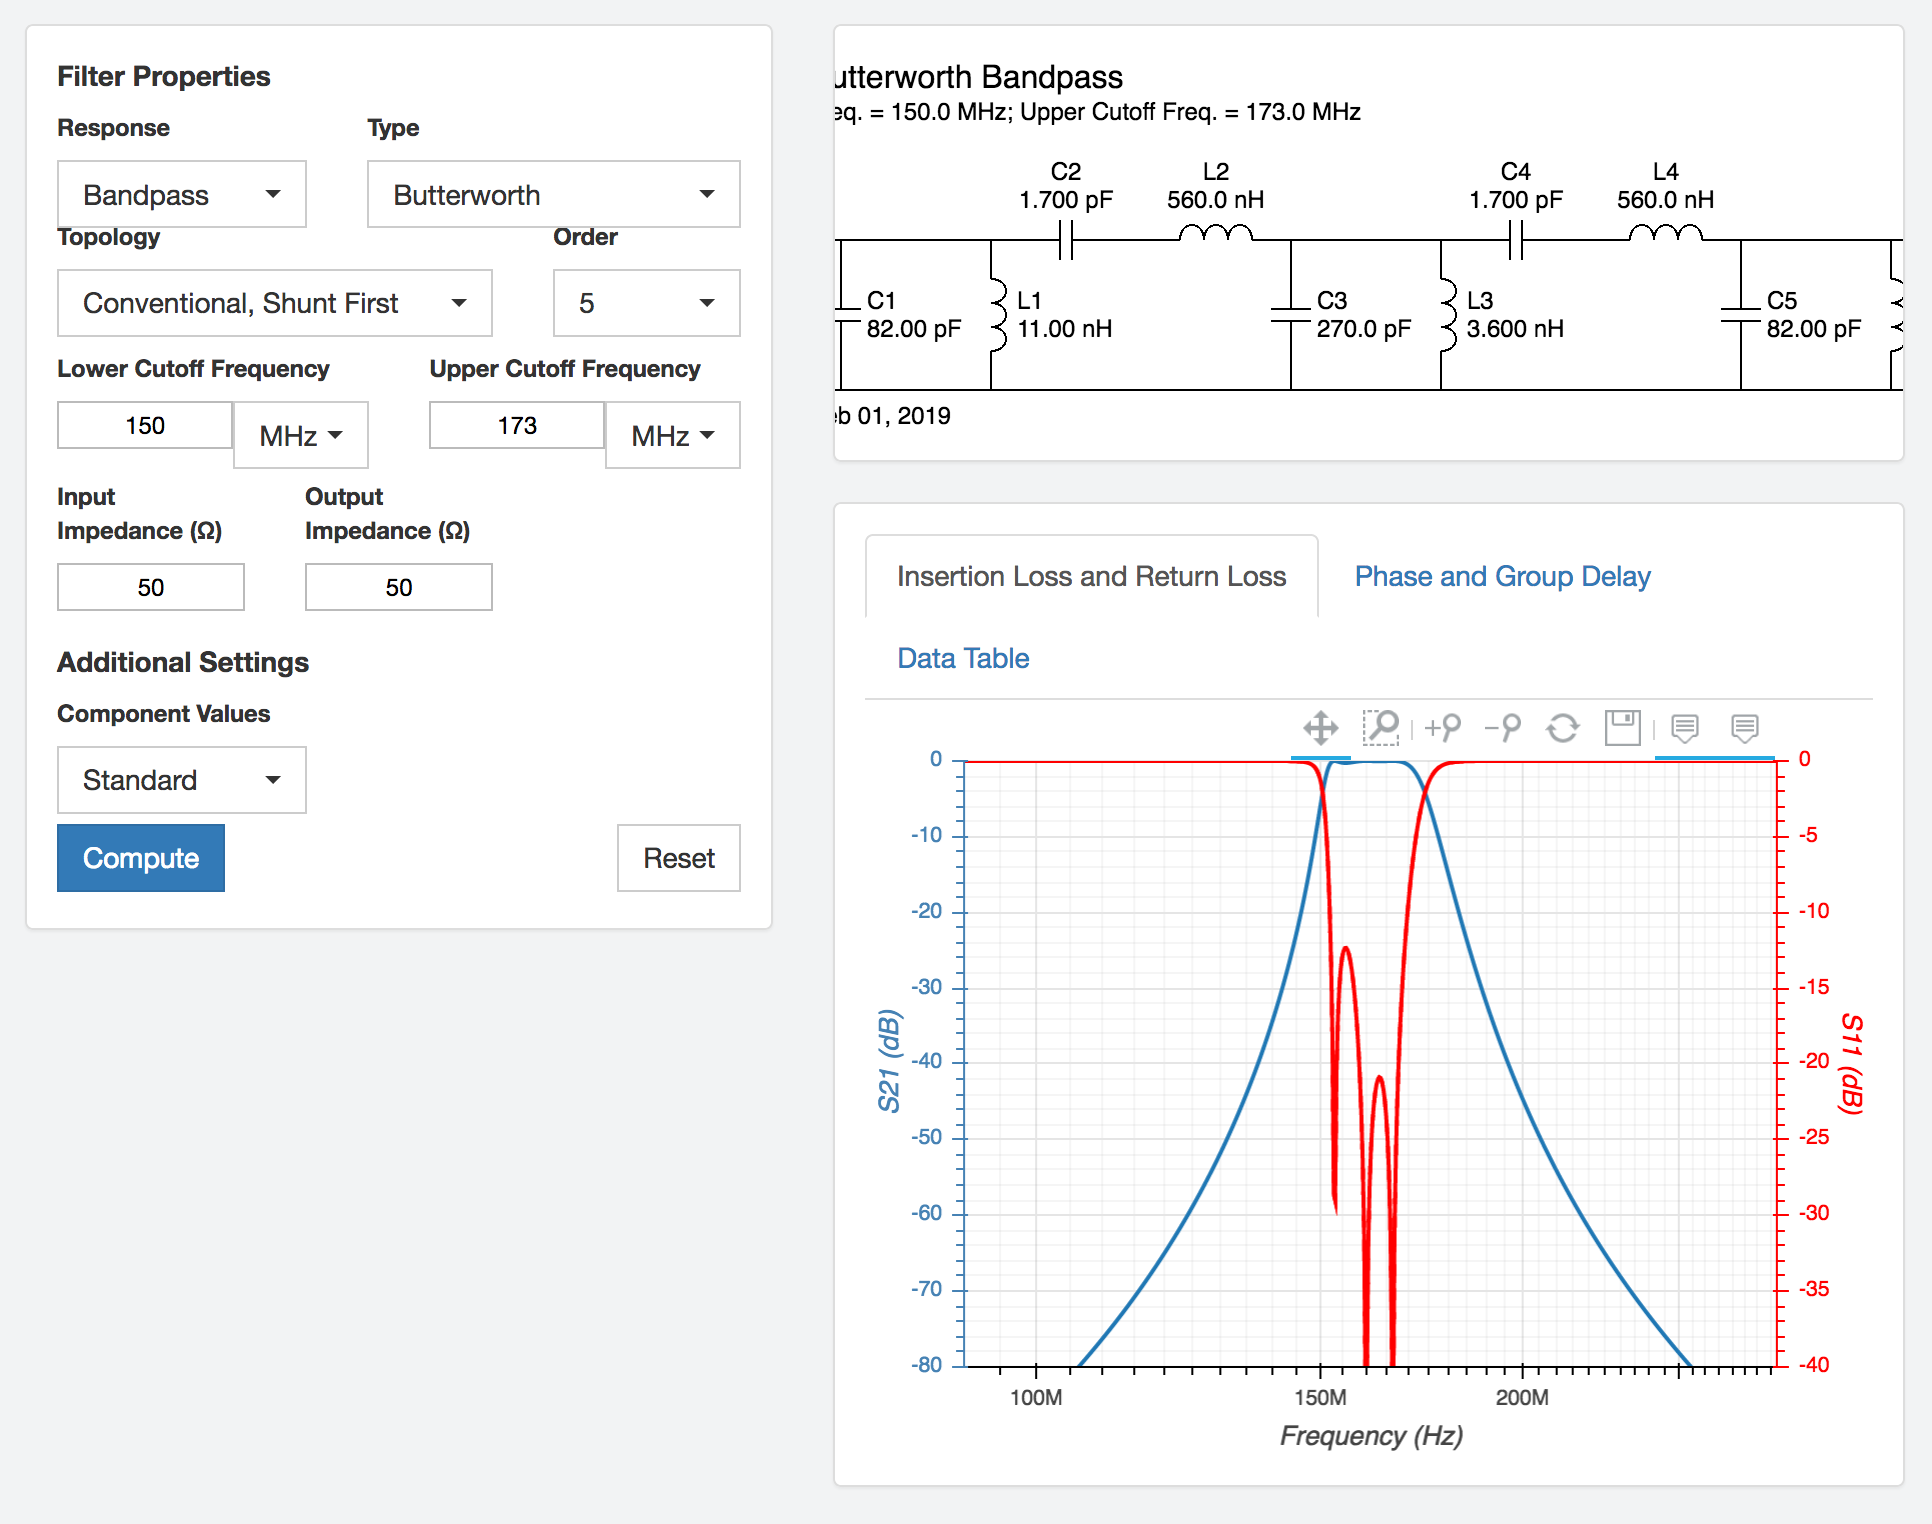 Filter Properties
Response
Type
Bandpass
Butterworth
Topology
Order
Conventional, Shunt First
5
Lower Cutoff Frequency
Upper Cutoff Frequency
150
MHz
173
MHz
Input
Impedance (Ω)
Output
Impedance (Ω)
50
50
Additional Settings
Component Values
Standard
Compute
Reset
utterworth Bandpass
eq. = 150.0 MHz; Upper Cutoff Freq. = 173.0 MHz
C2
1.700 pF
L2
560.0 nH
C4
1.700 pF
L4
560.0 nH
C1
82.00 pF
L1
11.00 nH
C3
270.0 pF
L3
3.600 nH
C5
82.00 pF
eb 01, 2019
Insertion Loss and Return Loss
Phase and Group Delay
Data Table
0
-10
-20
-30
-40
-50
-60
-70
-80
S21 (dB)
0
-5
-10
-15
-20
-25
-30
-35
-40
S11 (dB)
100M
150M
200M
Frequency (Hz)